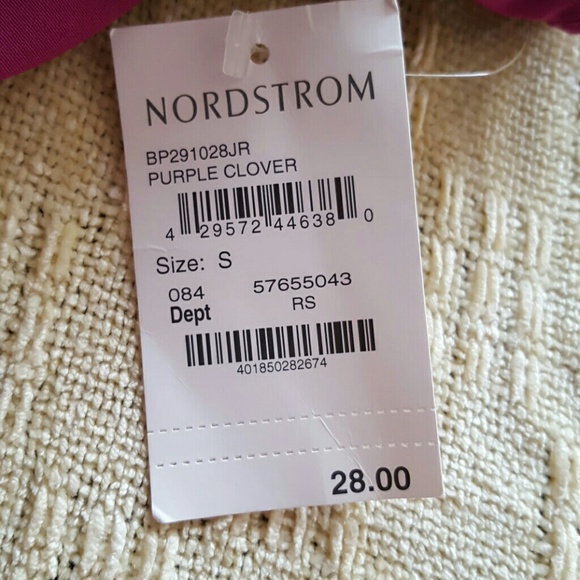 NORDSTROM
BP291028JR
PURPLE CLOVER
4 29572 44638 0
Size: S
084 57655043
Dept RS
401850282674
28.00